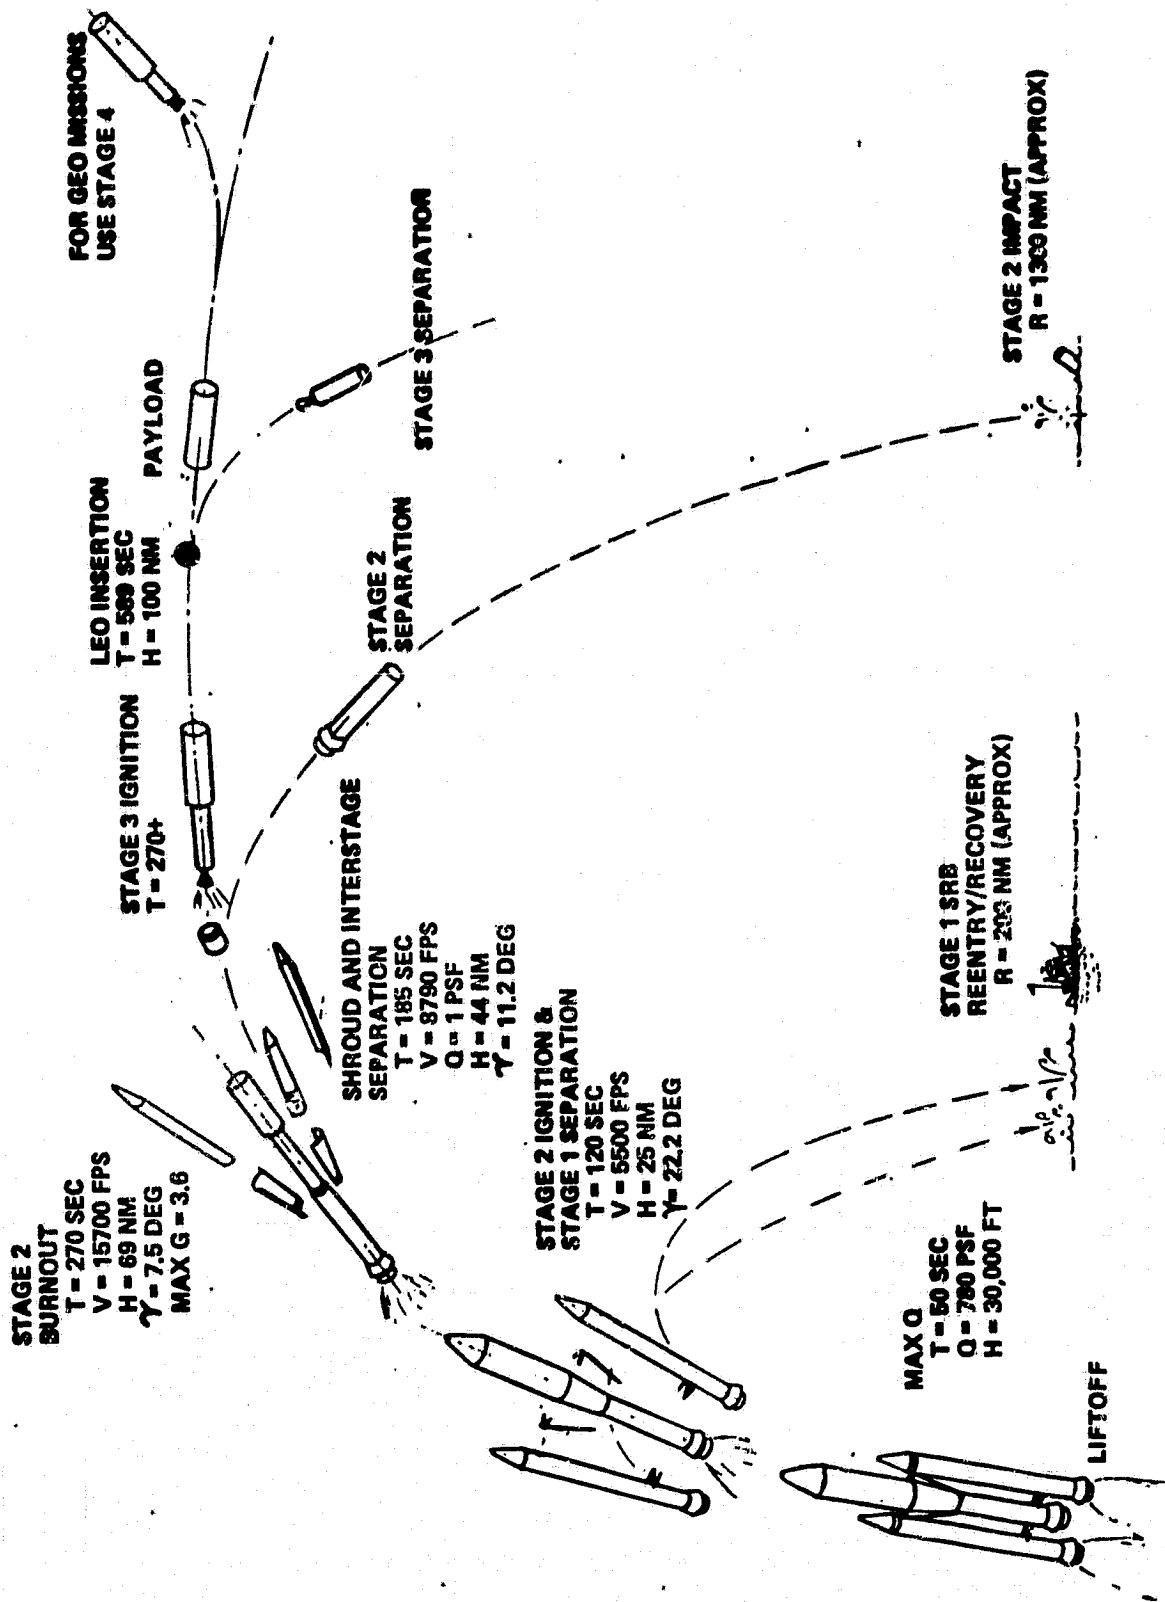 LIFTOFF
MAX Q
T = 50 SEC
Q = 780 PSF
H = 30,000 FT
STAGE 2 IGNITION &
STAGE 1 SEPARATION
T = 120 SEC
V = 5500 FPS
H = 25 NM
γ = 22.2 DEG
STAGE 2
BURNOUT
T = 270 SEC
V = 15700 FPS
H = 69 NM
γ = 7.5 DEG
MAX G = 3.6
SHROUD AND INTERSTAGE
SEPARATION
T = 185 SEC
V = 8790 FPS
Q = 1 PSF
H = 44 NM
γ = 11.2 DEG
STAGE 1 SRB
REENTRY/RECOVERY
R = 200 NM (APPROX)
STAGE 3 IGNITION
T = 270+
LEO INSERTION
T = 589 SEC
H = 100 NM
STAGE 2
SEPARATION
PAYLOAD
STAGE 3 SEPARATION
STAGE 2 IMPACT
R = 1300 NM (APPROX)
FOR GEO MISSIONS
USE STAGE 4